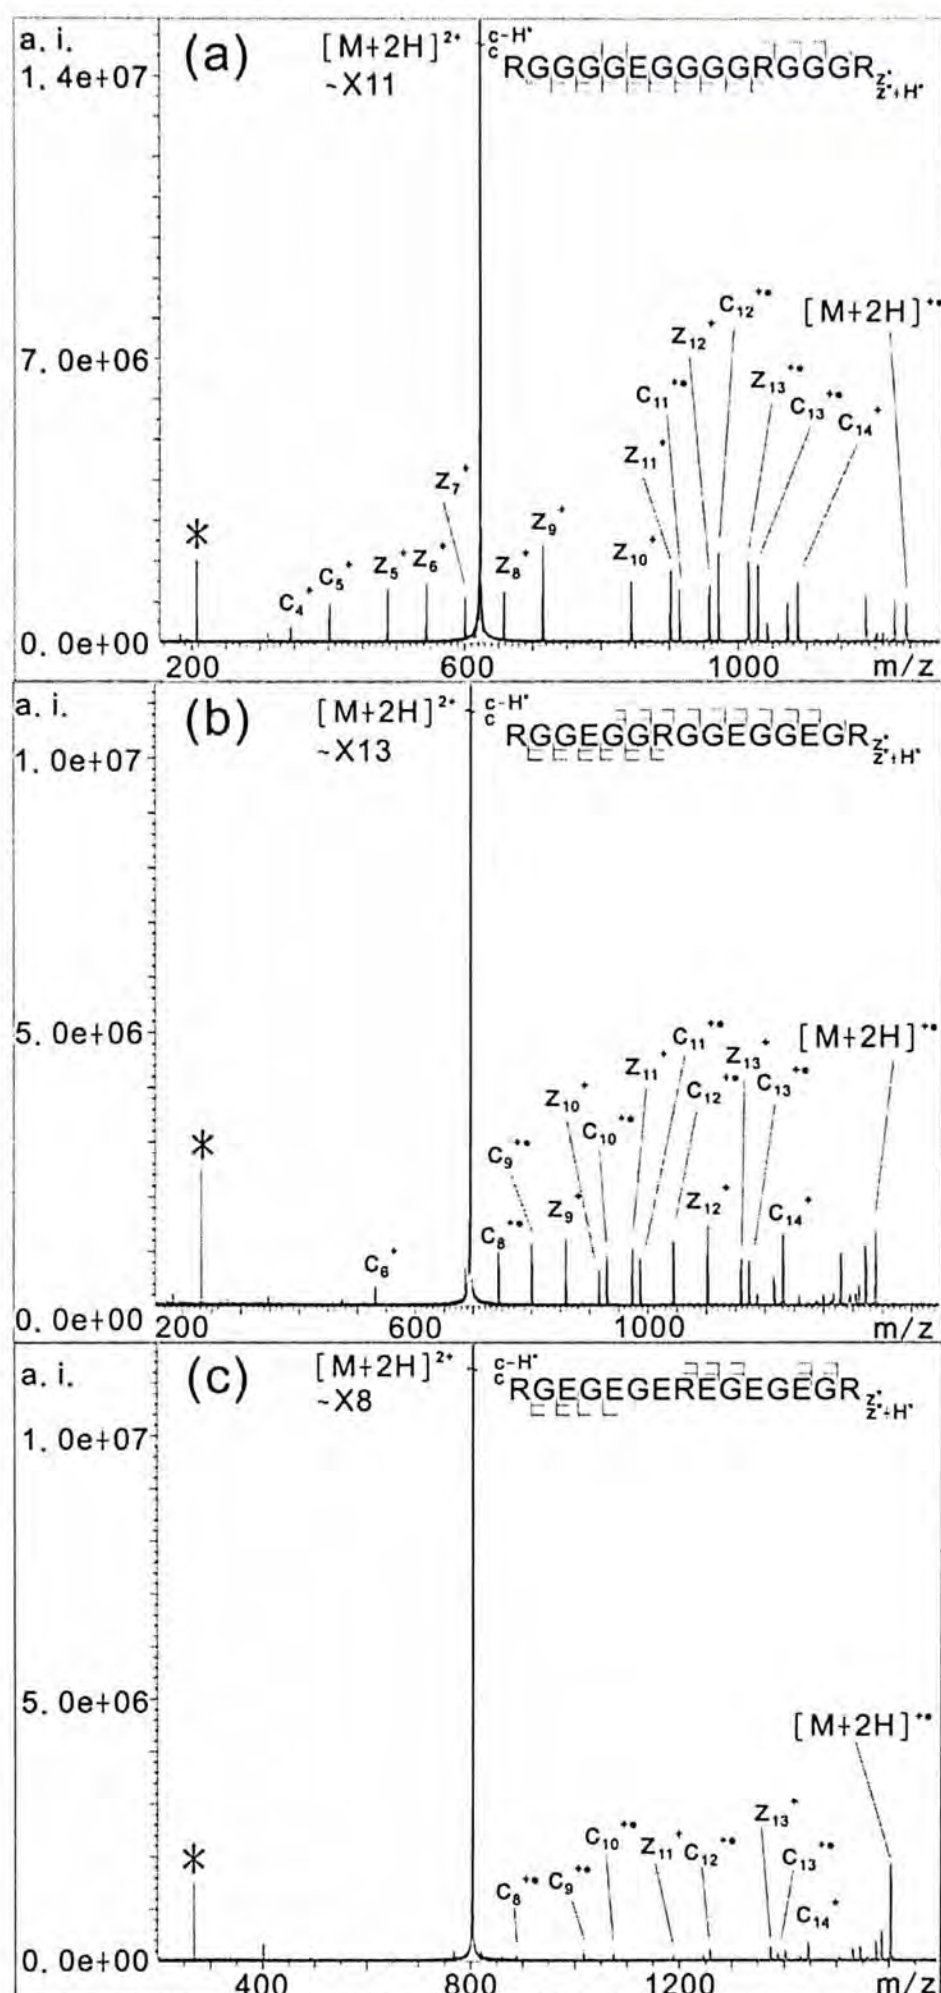 a. i.
(a)
[M+2H]²⁺
~X11
c-H•
c
RGGGGEGGGGRGGGR
z•
z•+H•
1. 4e+07
7. 0e+06
0. 0e+00
*
C₄⁺
C₅⁺
Z₅⁺
Z₆⁺
Z₇⁺
Z₈⁺
Z₉⁺
Z₁₀⁺
Z₁₁⁺
C₁₁⁺•
Z₁₂⁺
C₁₂⁺•
Z₁₃⁺•
C₁₃⁺•
C₁₄⁺
[M+2H]⁺•
200 600 1000 m/z
a. i.
(b)
[M+2H]²⁺
~X13
c-H•
c
RGGEGGRGGEGGEGR
z•
z•+H•
1. 0e+07
5. 0e+06
0. 0e+00
*
C₆⁺
C₈⁺•
C₉⁺•
Z₉⁺
Z₁₀⁺
C₁₀⁺•
Z₁₁⁺
C₁₁⁺•
C₁₂⁺•
Z₁₂⁺
Z₁₃⁺
C₁₃⁺•
C₁₄⁺
[M+2H]⁺•
200 600 1000 m/z
a. i.
(c)
[M+2H]²⁺
~X8
c-H•
c
RGEGEGEREGEGEGR
z•
z•+H•
1. 0e+07
5. 0e+06
0. 0e+00
*
C₈⁺•
C₉⁺•
C₁₀⁺•
Z₁₁⁺
C₁₂⁺•
Z₁₃⁺
C₁₃⁺•
C₁₄⁺
[M+2H]⁺•
400 800 1200 m/z